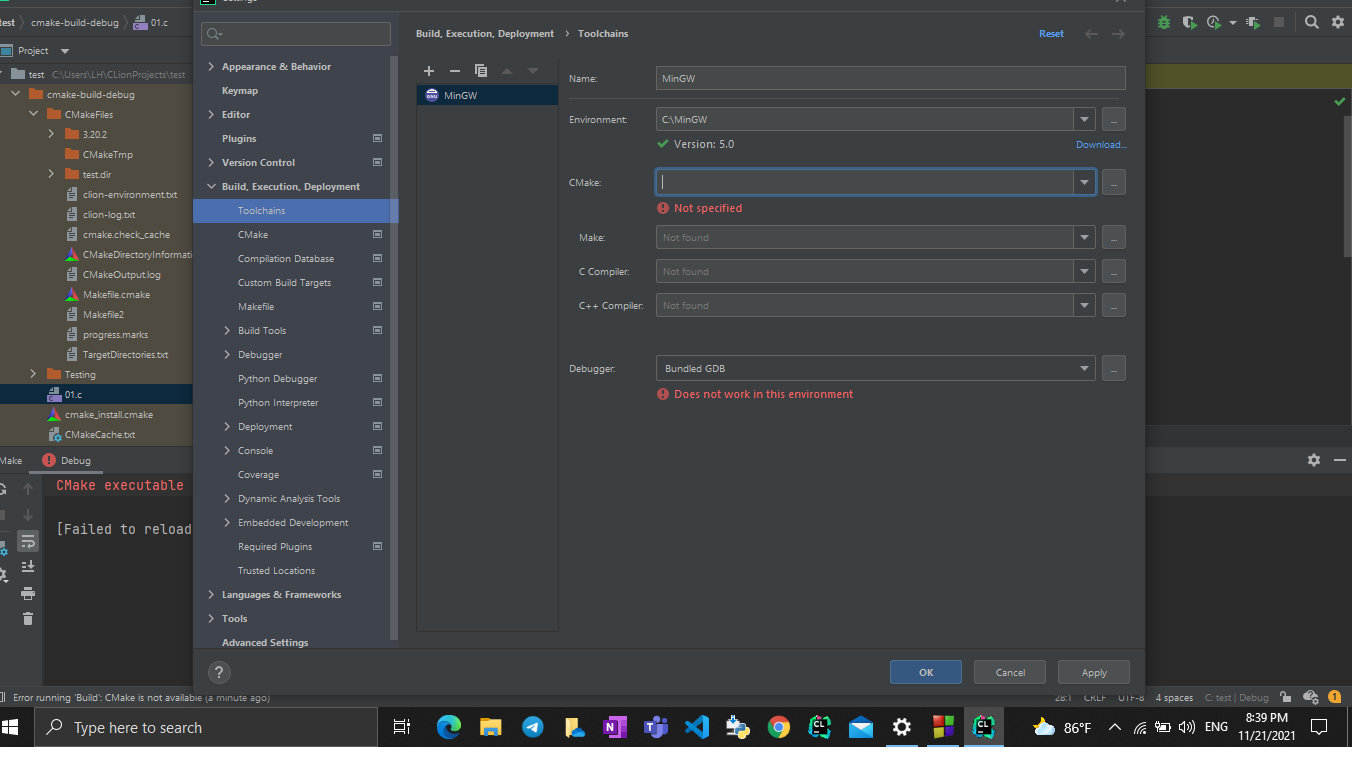 Settings
test
cmake-build-debug
01.c
Project
test C:\Users\LH\CLionProjects\test
cmake-build-debug
CMakeFiles
3.20.2
CMakeTmp
test.dir
clion-environment.txt
clion-log.txt
cmake.check_cache
CMakeDirectoryInformati
CMakeOutput.log
Makefile.cmake
Makefile2
progress.marks
TargetDirectories.txt
Testing
01.c
cmake_install.cmake
CMakeCache.txt
Appearance & Behavior
Keymap
Editor
Plugins
Version Control
Build, Execution, Deployment
Toolchains
CMake
Compilation Database
Custom Build Targets
Makefile
Build Tools
Debugger
Python Debugger
Python Interpreter
Deployment
Console
Coverage
Dynamic Analysis Tools
Embedded Development
Required Plugins
Trusted Locations
Languages & Frameworks
Tools
Advanced Settings
Build, Execution, Deployment › Toolchains
Reset
MinGW
Name: MinGW
Environment: C:\MinGW ...
Version: 5.0 Download...
CMake: ...
Not specified
Make: Not found ...
C Compiler: Not found ...
C++ Compiler: Not found ...
Debugger: Bundled GDB ...
Does not work in this environment
? OK Cancel Apply
Make Debug
CMake executable
[Failed to reload
Error running 'Build': CMake is not available (a minute ago)
28:1 CRLF UTF-8 4 spaces C: test | Debug 1
Type here to search
86°F
ENG
8:39 PM
11/21/2021